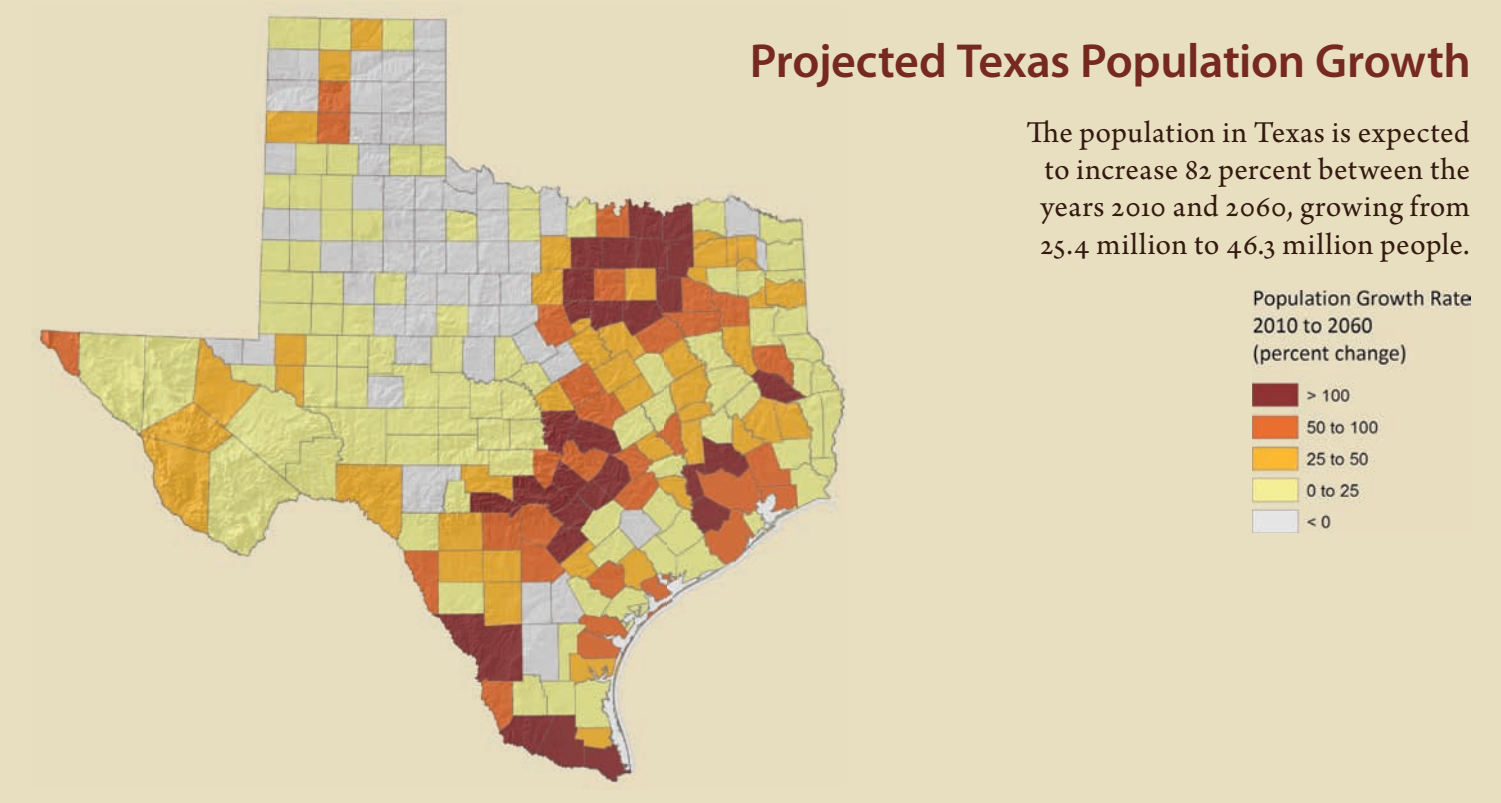 Projected Texas Population Growth
The population in Texas is expected
to increase 82 percent between the
years 2010 and 2060, growing from
25.4 million to 46.3 million people.
Population Growth Rate
2010 to 2060
(percent change)
> 100
50 to 100
25 to 50
0 to 25
< 0